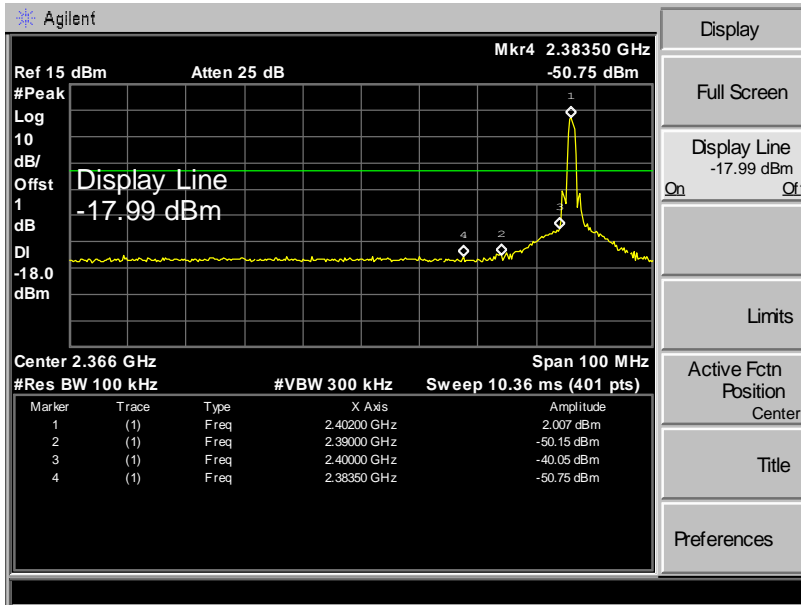 Agilent
Display
Mkr4 2.38350 GHz
Ref 15 dBm Atten 25 dB -50.75 dBm
#Peak
Log
10
dB/
Offst
1
dB
DI
-18.0
dBm
1
3
4 2
Display Line
-17.99 dBm
Center 2.366 GHz Span 100 MHz
#Res BW 100 kHz #VBW 300 kHz Sweep 10.36 ms (401 pts)
Marker Trace Type X Axis Amplitude
1 (1) Freq 2.40200 GHz 2.007 dBm
2 (1) Freq 2.39000 GHz -50.15 dBm
3 (1) Freq 2.40000 GHz -40.05 dBm
4 (1) Freq 2.38350 GHz -50.75 dBm
Full Screen
Display Line
-17.99 dBm
On
Limits
Active Fctn
Position
Center
Title
Preferences